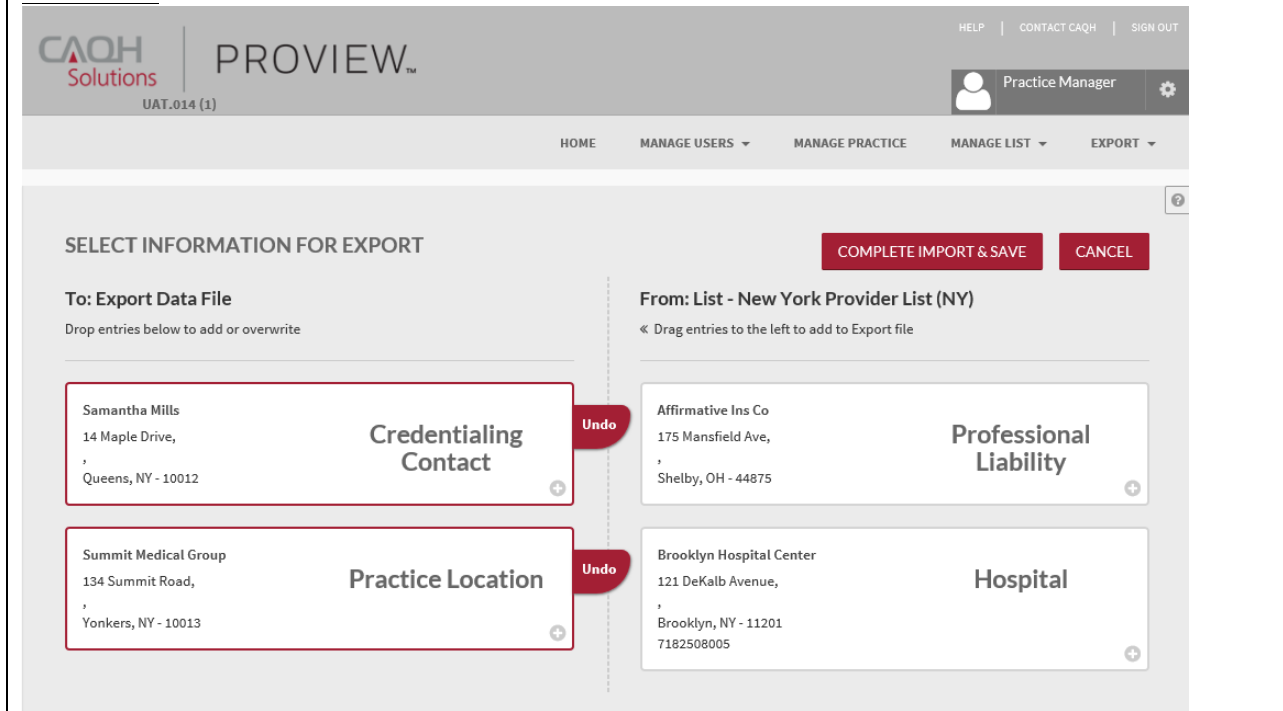 HELP | CONTACT CAQH | SIGN OUT
CAQH
Solutions
PROVIEW™
UAT.014 (1)
Practice Manager
HOME MANAGE USERS MANAGE PRACTICE MANAGE LIST EXPORT
SELECT INFORMATION FOR EXPORT
COMPLETE IMPORT & SAVE
CANCEL
To: Export Data File
Drop entries below to add or overwrite
From: List - New York Provider List (NY)
« Drag entries to the left to add to Export file
Samantha Mills
14 Maple Drive,
,
Queens, NY - 10012
Credentialing
Contact
Undo
Affirmative Ins Co
175 Mansfield Ave,
,
Shelby, OH - 44875
Professional
Liability
Summit Medical Group
134 Summit Road,
,
Yonkers, NY - 10013
Practice Location
Undo
Brooklyn Hospital Center
121 DeKalb Avenue,
,
Brooklyn, NY - 11201
7182508005
Hospital